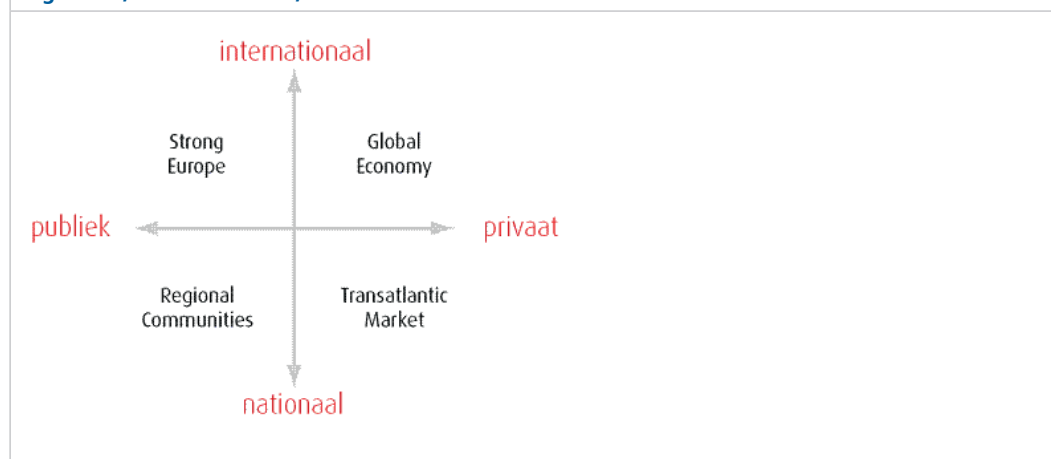 internationaal
Strong
Europe
Global
Economy
publiek
privaat
Regional
Communities
Transatlantic
Market
nationaal